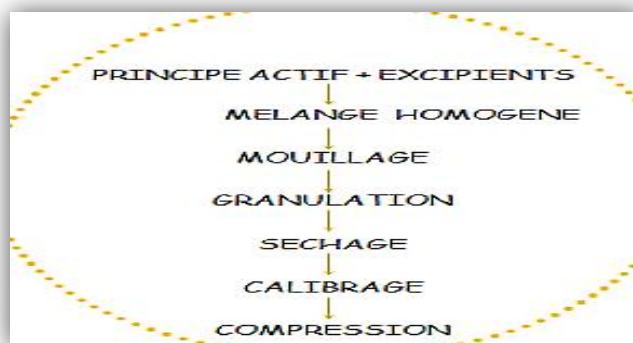 PRINCIPE ACTIF + EXCIPIENTS
MELANGE HOMOGENE
MOUILLAGE
GRANULATION
SECHAGE
CALIBRAGE
COMPRESSION